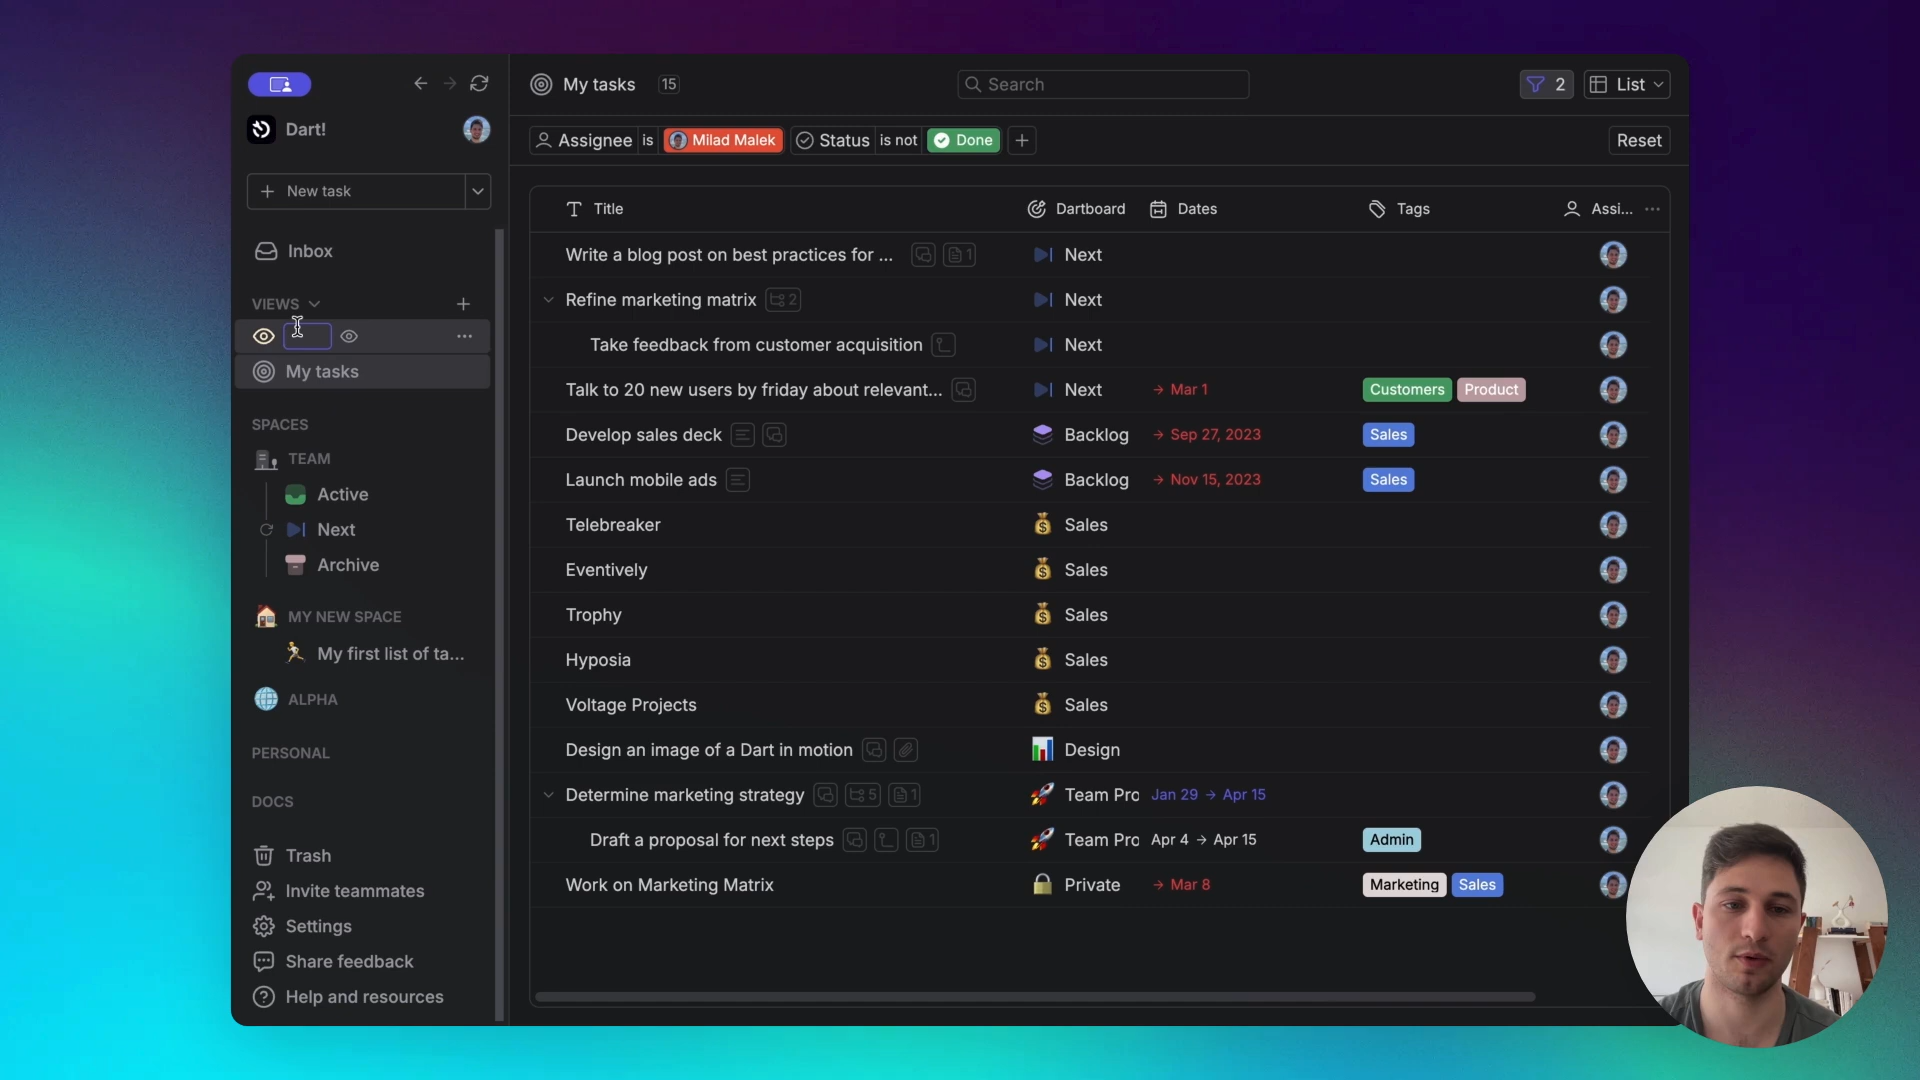 Dart!
New task
Inbox
VIEWS
My tasks
SPACES
TEAM
Active
Next
Archive
MY NEW SPACE
My first list of ta...
ALPHA
PERSONAL
DOCS
Trash
Invite teammates
Settings
Share feedback
Help and resources
My tasks 15
Search
2 List
Assignee is Milad Malek Status is not Done
Reset
Title Dartboard Dates Tags Assi...
Write a blog post on best practices for ... 1 Next
Refine marketing matrix 2 Next
Take feedback from customer acquisition Next
Talk to 20 new users by friday about relevant... Next → Mar 1 Customers Product
Develop sales deck Backlog → Sep 27, 2023 Sales
Launch mobile ads Backlog → Nov 15, 2023 Sales
Telebreaker Sales
Eventively Sales
Trophy Sales
Hyposia Sales
Voltage Projects Sales
Design an image of a Dart in motion Design
Determine marketing strategy 5 1 Team Pro Jan 29 → Apr 15
Draft a proposal for next steps 1 Team Pro Apr 4 → Apr 15 Admin
Work on Marketing Matrix Private → Mar 8 Marketing Sales